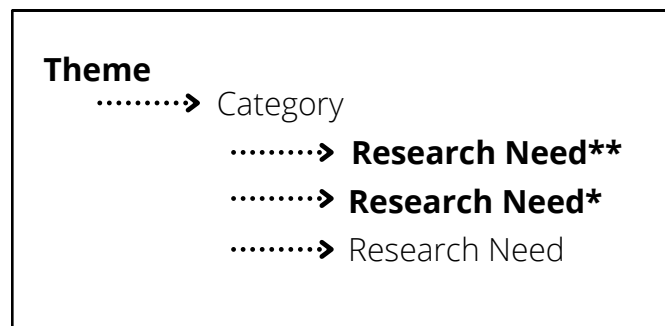 Theme
Category
Research Need**
Research Need*
Research Need